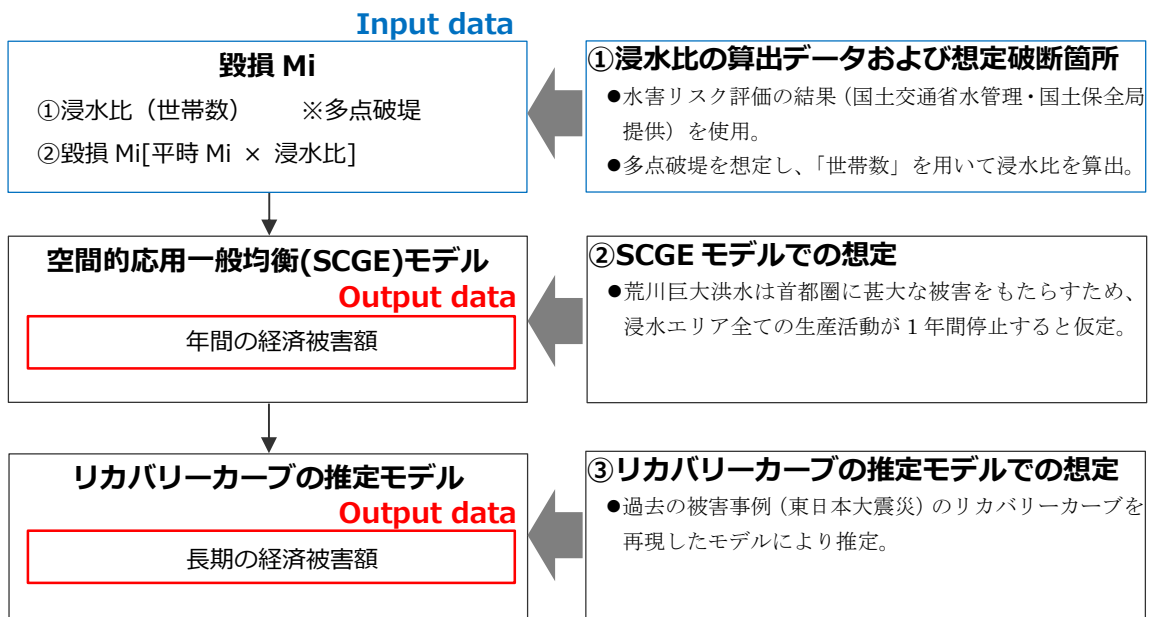 Input data
毀損 Mi
①浸水比（世帯数）　　※多点破堤
②毀損 Mi[平時 Mi × 浸水比]
①浸水比の算出データおよび想定破断箇所
●水害リスク評価の結果（国土交通省水管理・国土保全局
提供）を使用。
●多点破堤を想定し、「世帯数」を用いて浸水比を算出。
空間的応用一般均衡(SCGE)モデル
Output data
年間の経済被害額
②SCGE モデルでの想定
●荒川巨大洪水は首都圏に甚大な被害をもたらすため、
浸水エリア全ての生産活動が 1 年間停止すると仮定。
リカバリーカーブの推定モデル
Output data
長期の経済被害額
③リカバリーカーブの推定モデルでの想定
●過去の被害事例（東日本大震災）のリカバリーカーブを
再現したモデルにより推定。